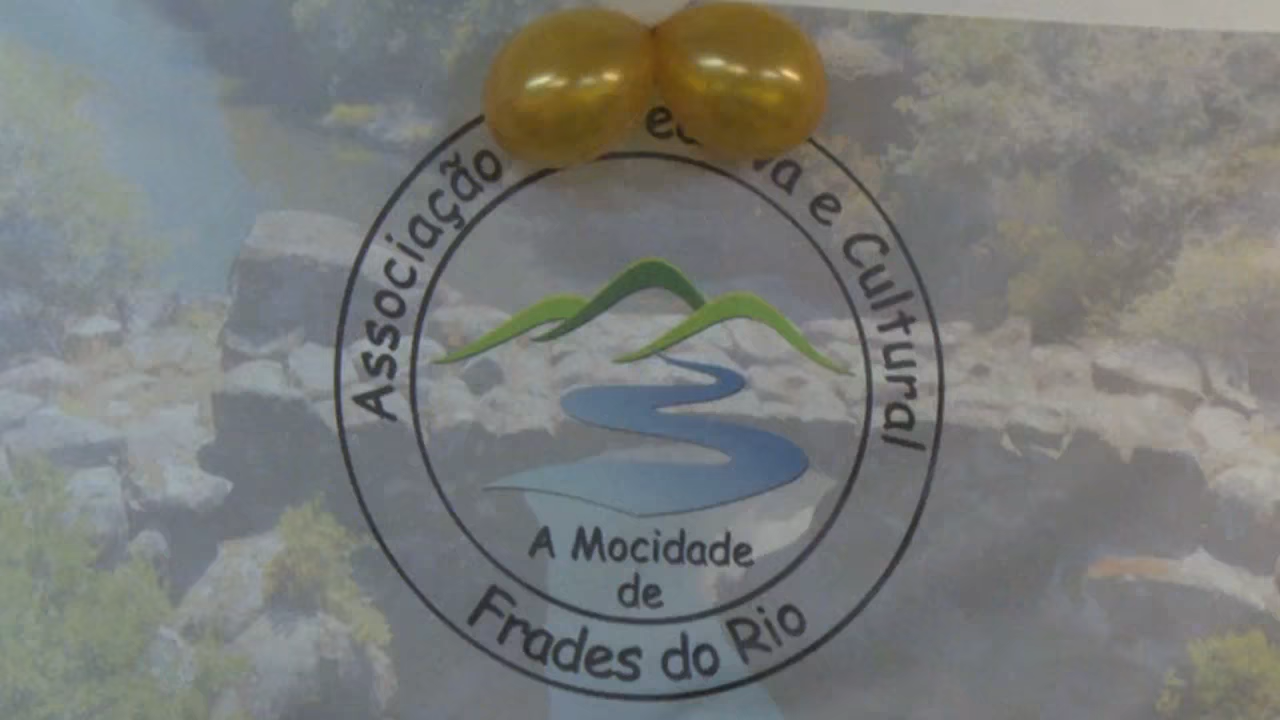 Associação e Cultural
A Mocidade
de
Frades do Rio